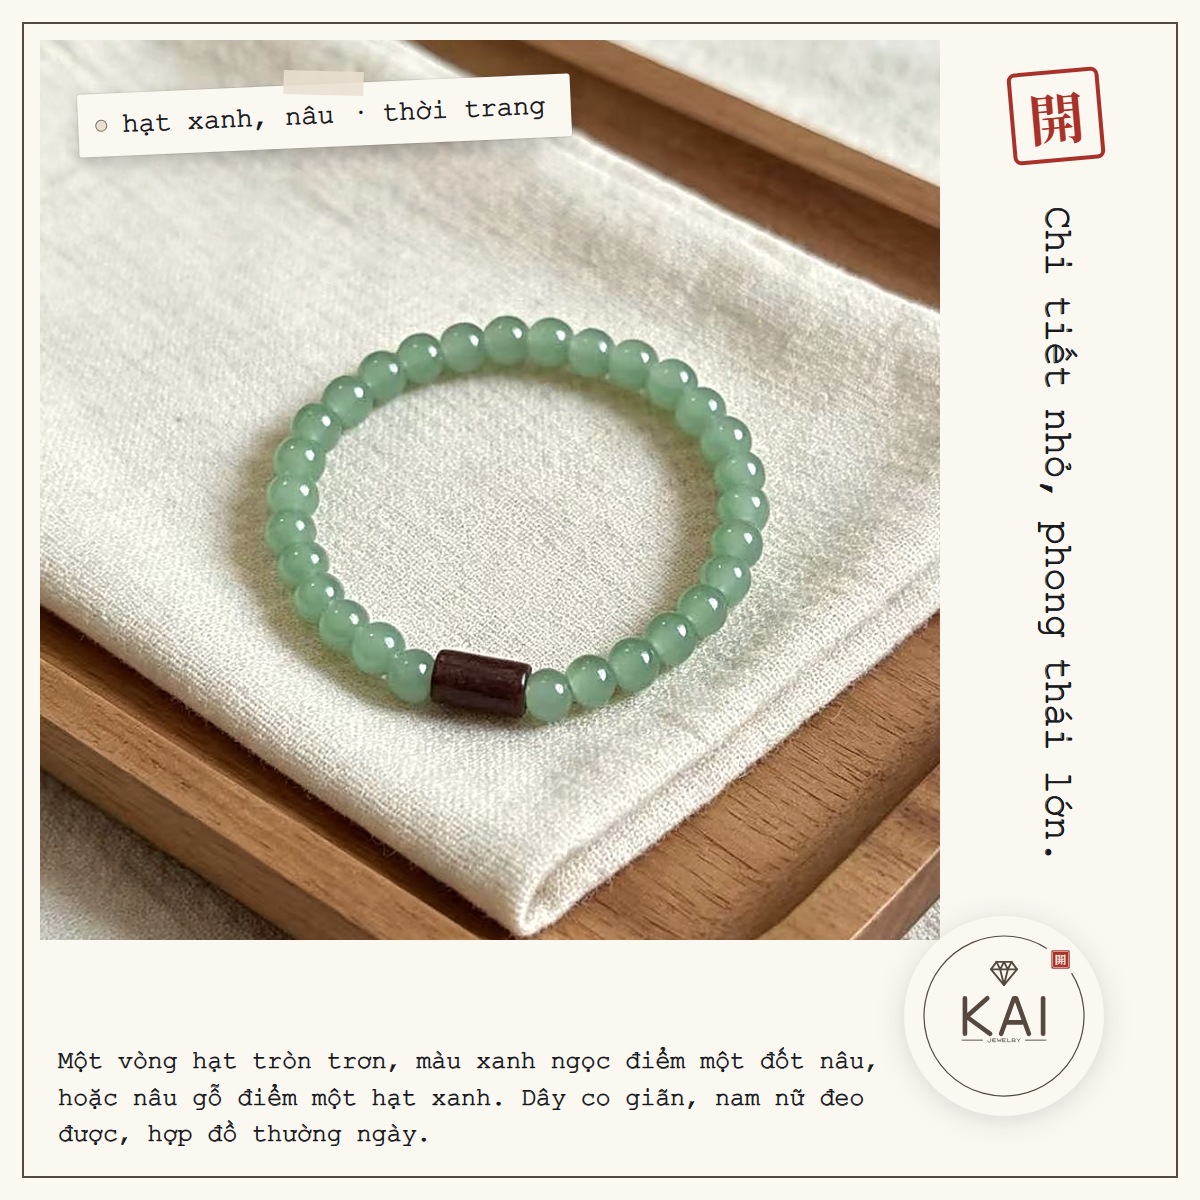 hạt xanh, nâu · thời trang
開
Chi tiết nhỏ, phong thái lớn.
開
KAI
JEWELRY
Một vòng hạt tròn trơn, màu xanh ngọc điểm một đốt nâu,
hoặc nâu gỗ điểm một hạt xanh. Dây co giãn, nam nữ đeo
được, hợp đồ thường ngày.